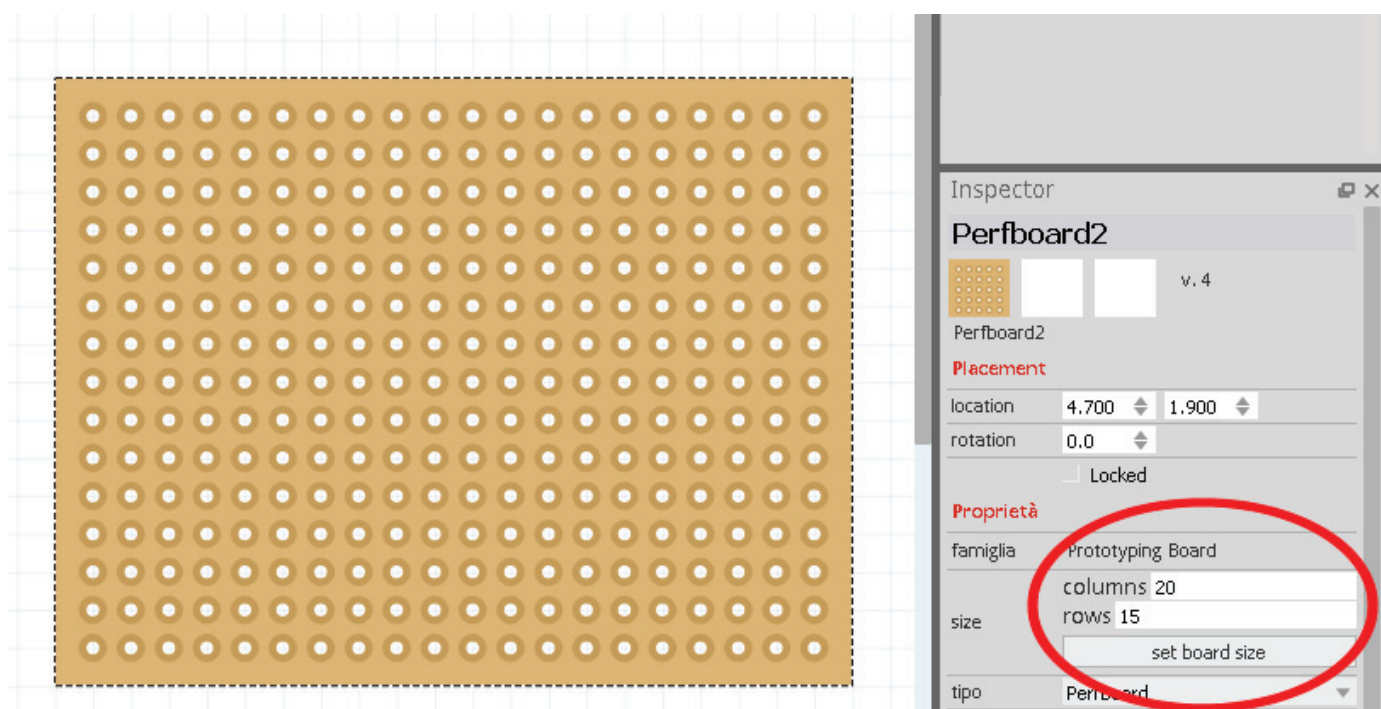 Inspector
Perfboard2
v. 4
Perfboard2
Placement
location 4.700 1.900
rotation 0.0
Locked
Proprietà
famiglia Prototyping Board
columns 20
size
rows 15
set board size
tipo Perfboard